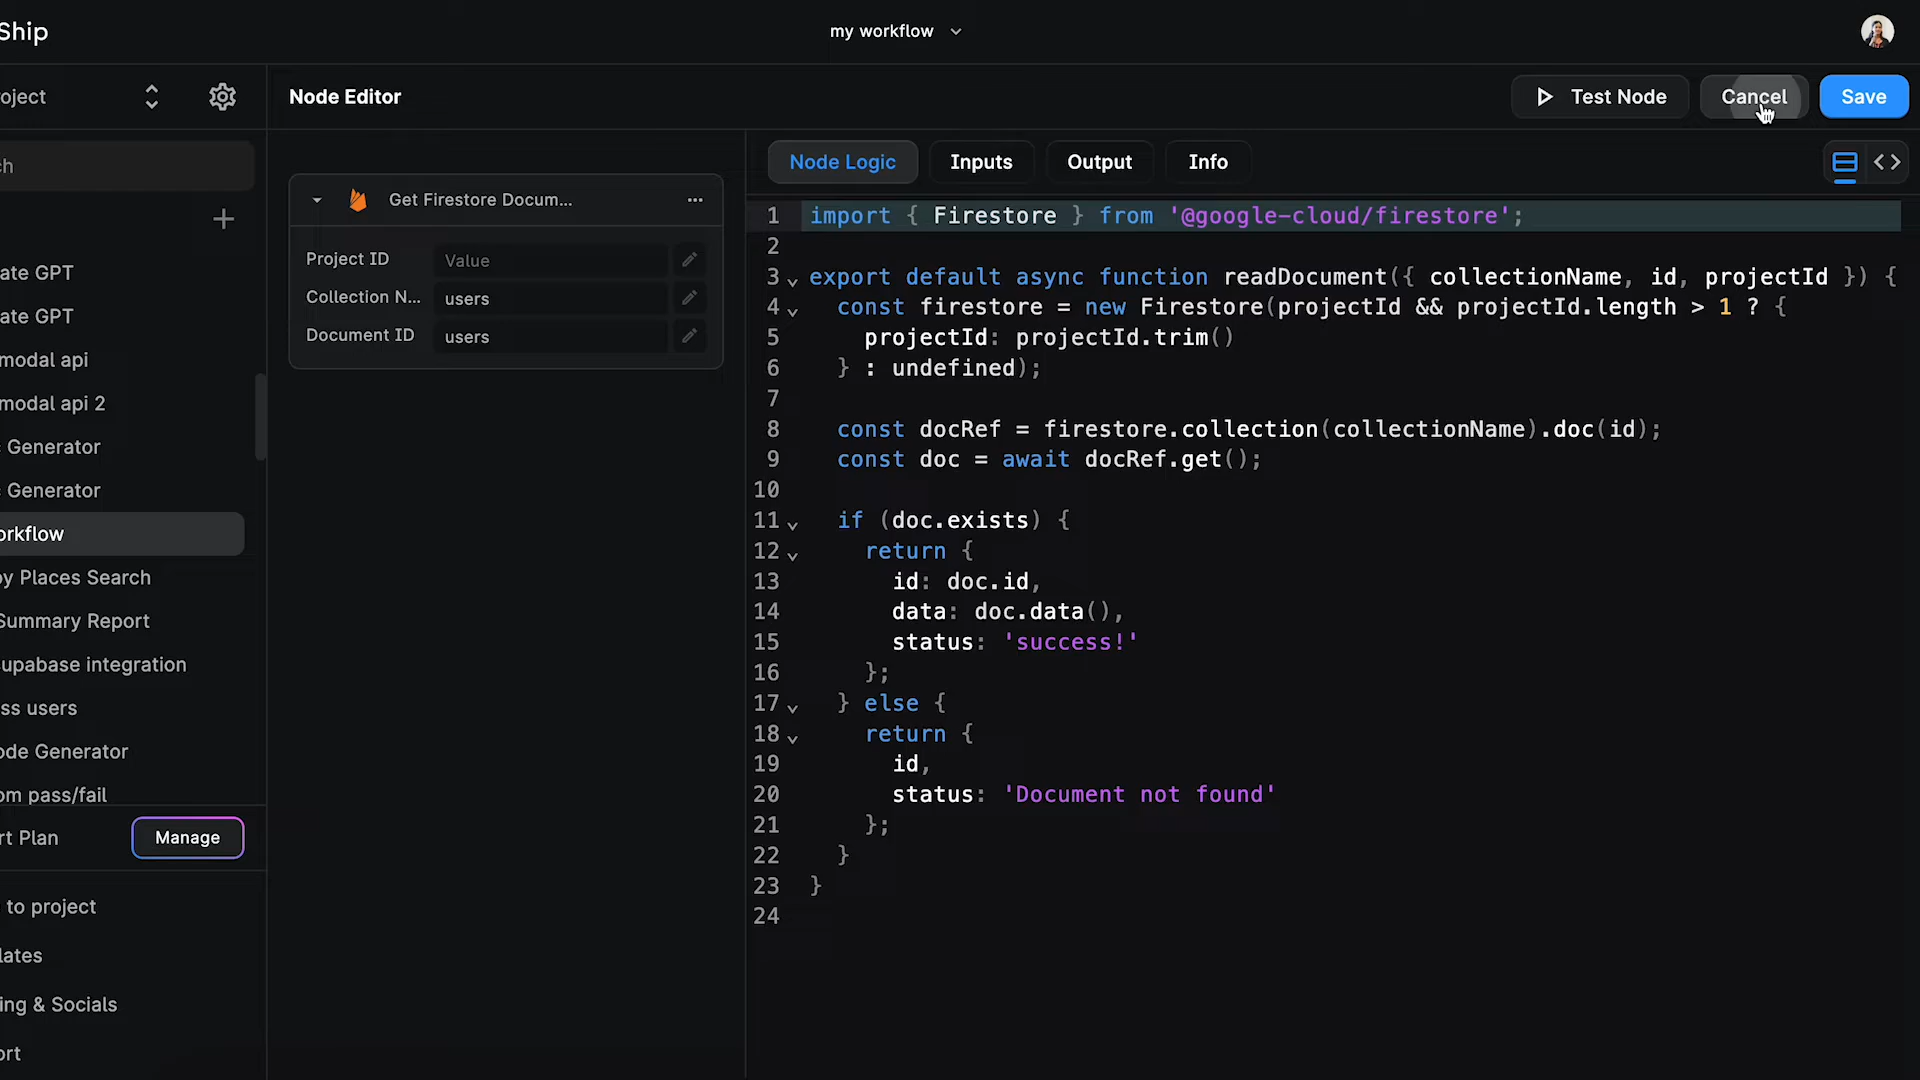 Ship
my workflow
oject
Node Editor
Test Node
Cancel
Save
ch
ate GPT
ate GPT
modal api
modal api 2
Generator
Generator
orkflow
by Places Search
Summary Report
upabase integration
ss users
ode Generator
om pass/fail
rt Plan
Manage
to project
lates
ing & Socials
ort
Get Firestore Docum...
Project ID
Value
Collection N...
users
Document ID
users
Node Logic
Inputs
Output
Info
1 import { Firestore } from '@google-cloud/firestore';
2
3 export default async function readDocument({ collectionName, id, projectId }) {
4   const firestore = new Firestore(projectId && projectId.length > 1 ? {
5     projectId: projectId.trim()
6   } : undefined);
7
8   const docRef = firestore.collection(collectionName).doc(id);
9   const doc = await docRef.get();
10
11   if (doc.exists) {
12     return {
13       id: doc.id,
14       data: doc.data(),
15       status: 'success!'
16     };
17   } else {
18     return {
19       id,
20       status: 'Document not found'
21     };
22   }
23 }
24